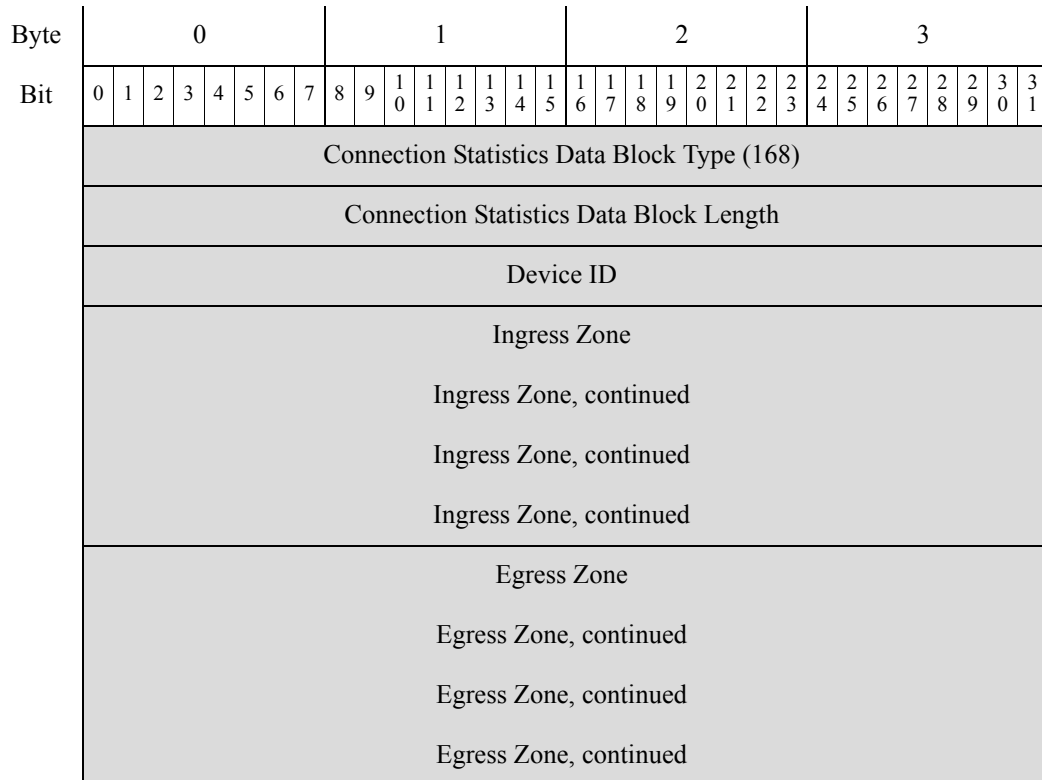 Byte 0 1 2 3
Bit 0 1 2 3 4 5 6 7 8 9 10 11 12 13 14 15 16 17 18 19 20 21 22 23 24 25 26 27 28 29 30 31
Connection Statistics Data Block Type (168)
Connection Statistics Data Block Length
Device ID
Ingress Zone
Ingress Zone, continued
Ingress Zone, continued
Ingress Zone, continued
Egress Zone
Egress Zone, continued
Egress Zone, continued
Egress Zone, continued